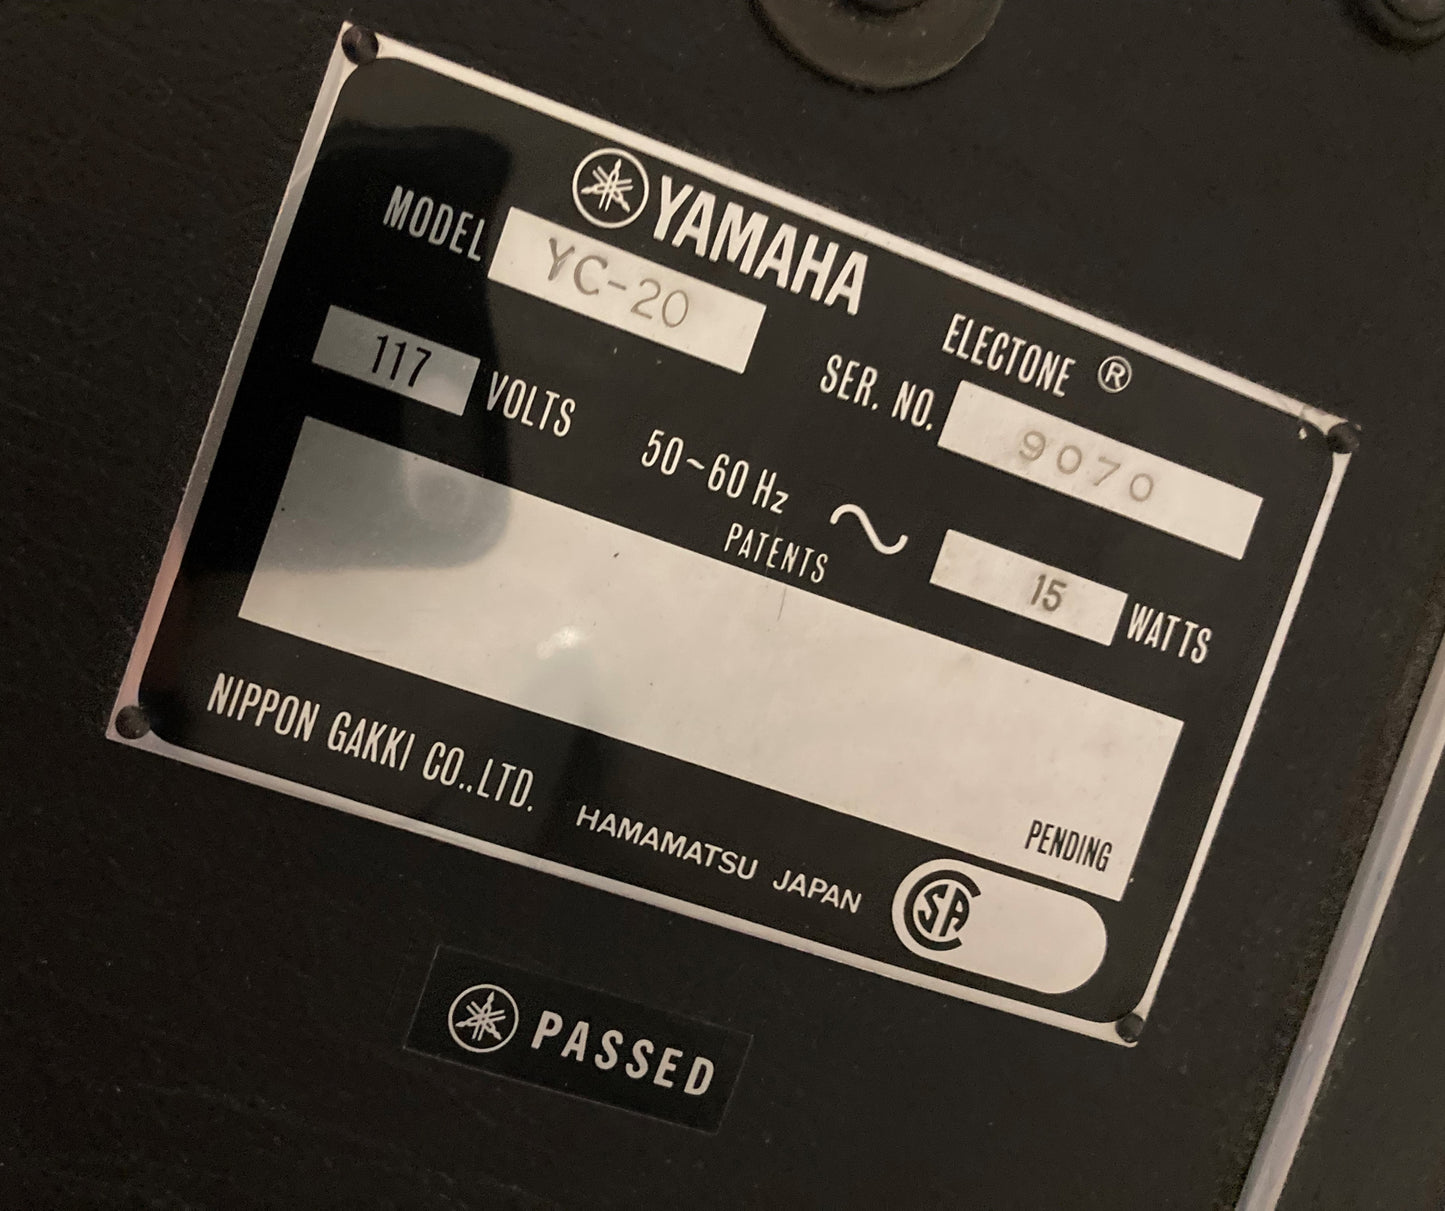 YAMAHA
MODEL YC-20
ELECTONE ®
SER. NO. 9070
117 VOLTS 50~60 Hz ~ 15 WATTS
PATENTS
PENDING
NIPPON GAKKI CO.,LTD. HAMAMATSU JAPAN CSA
PASSED